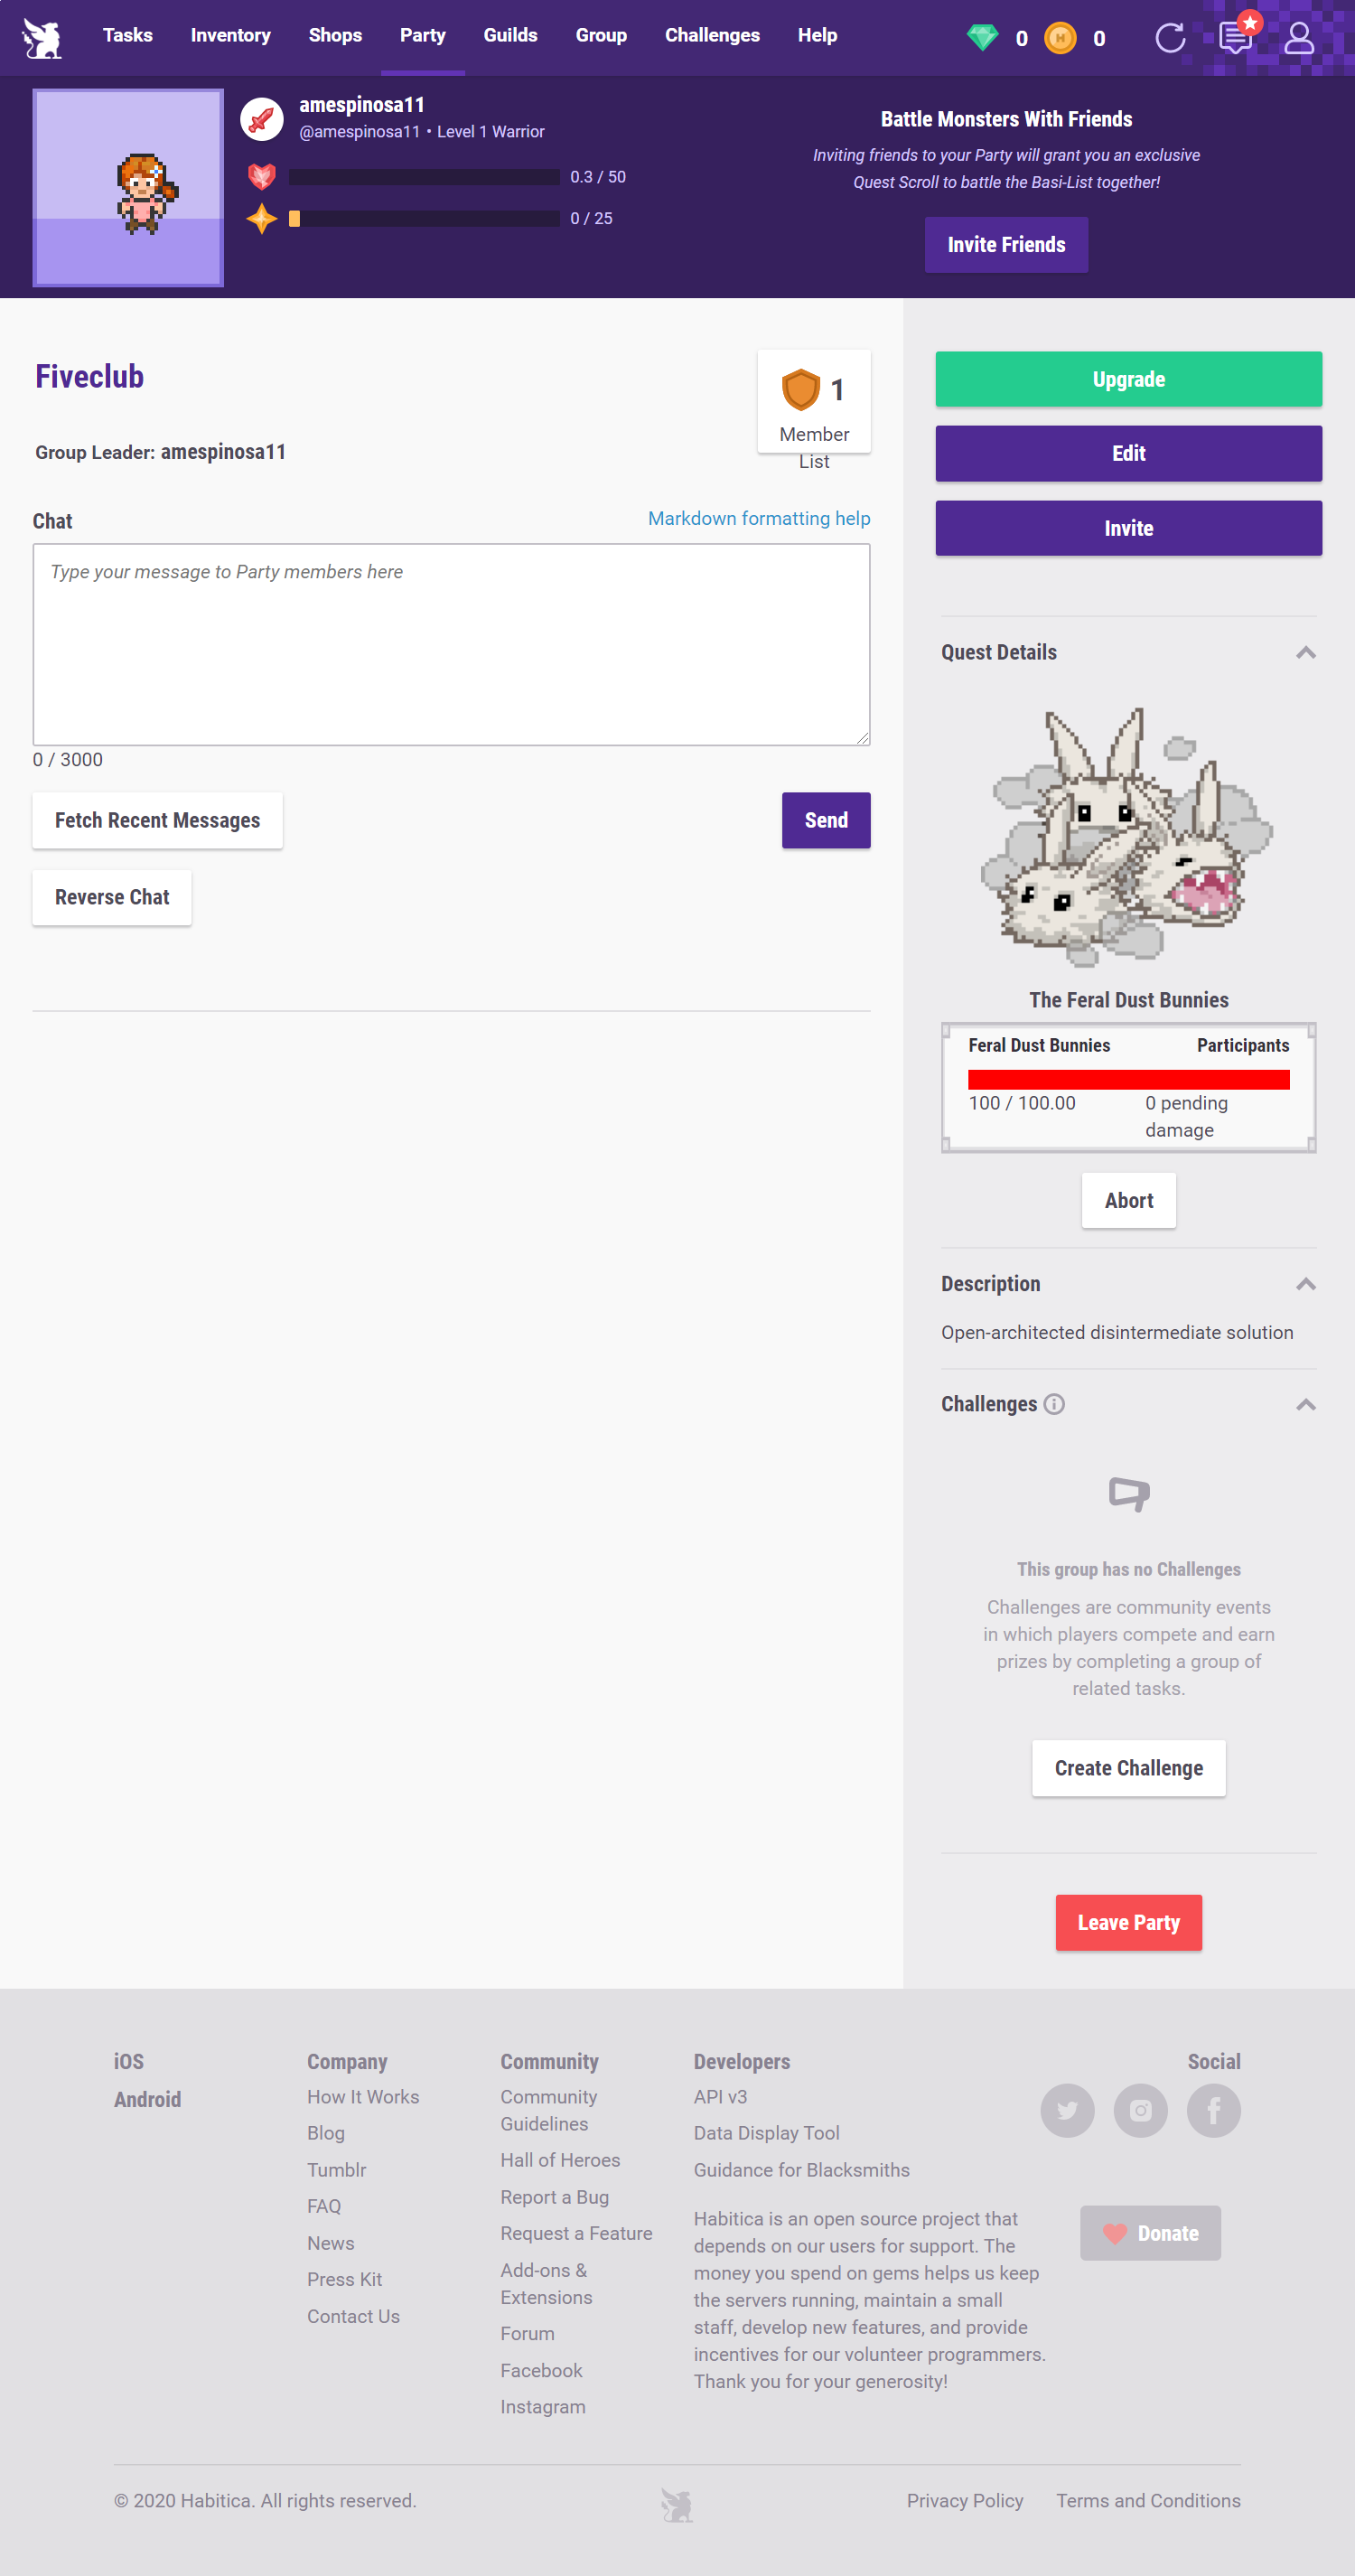 Tasks Inventory Shops Party Guilds Group Challenges Help 0 0
amespinosa11
@amespinosa11 • Level 1 Warrior
0.3 / 50
0 / 25
Battle Monsters With Friends
Inviting friends to your Party will grant you an exclusive
Quest Scroll to battle the Basi-List together!
Invite Friends
Fiveclub
1
Member
List
Group Leader: amespinosa11
Chat
Markdown formatting help
Type your message to Party members here
0 / 3000
Fetch Recent Messages
Send
Reverse Chat
Upgrade
Edit
Invite
Quest Details
The Feral Dust Bunnies
Feral Dust Bunnies Participants
100 / 100.00
0 pending
damage
Abort
Description
Open-architected disintermediate solution
Challenges
This group has no Challenges
Challenges are community events
in which players compete and earn
prizes by completing a group of
related tasks.
Create Challenge
Leave Party
iOS
Android
Company
How It Works
Blog
Tumblr
FAQ
News
Press Kit
Contact Us
Community
Community
Guidelines
Hall of Heroes
Report a Bug
Request a Feature
Add-ons &
Extensions
Forum
Facebook
Instagram
Developers
API v3
Data Display Tool
Guidance for Blacksmiths
Habitica is an open source project that
depends on our users for support. The
money you spend on gems helps us keep
the servers running, maintain a small
staff, develop new features, and provide
incentives for our volunteer programmers.
Thank you for your generosity!
Social
Donate
© 2020 Habitica. All rights reserved.
Privacy Policy Terms and Conditions